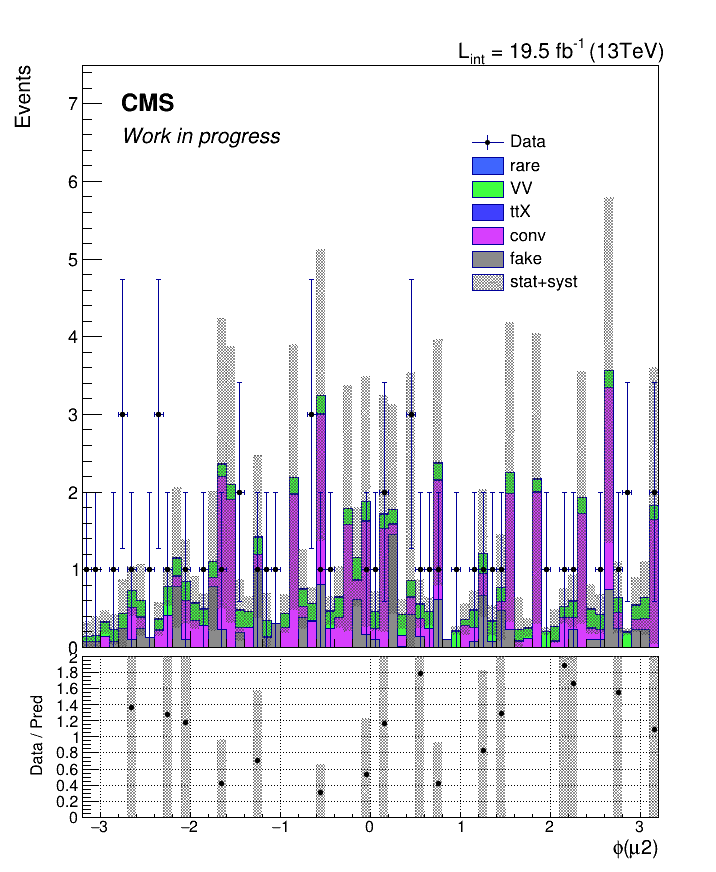 L_int = 19.5 fb^-1 (13TeV)
Events
CMS
Work in progress
Data
rare
VV
ttX
conv
fake
stat+syst
7
6
5
4
3
2
1
0
Data / Pred
2
1.8
1.6
1.4
1.2
1
0.8
0.6
0.4
0.2
0
−3 −2 −1 0 1 2 3
ϕ(μ2)